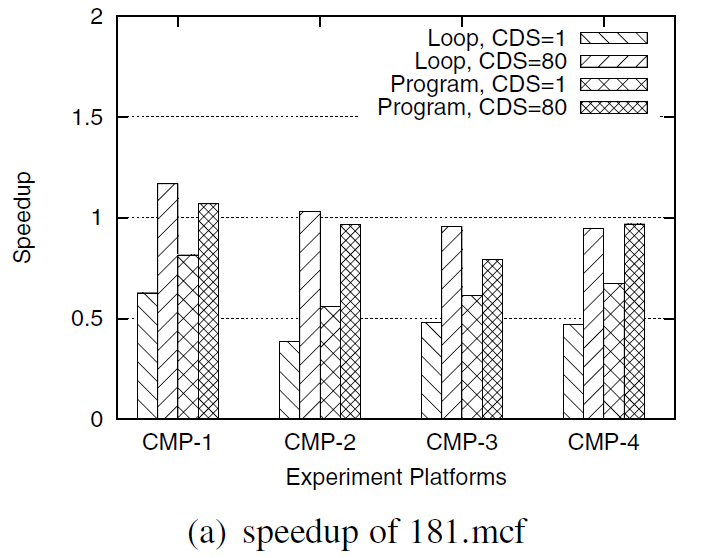 2
1.5
1
0.5
0
Speedup
Loop, CDS=1
Loop, CDS=80
Program, CDS=1
Program, CDS=80
CMP-1 CMP-2 CMP-3 CMP-4
Experiment Platforms
(a) speedup of 181.mcf